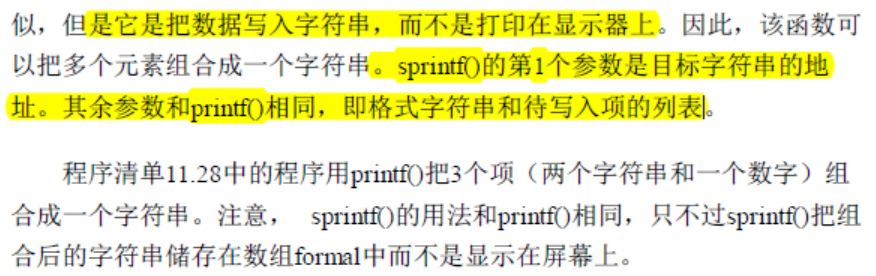 似，但是它是把数据写入字符串，而不是打印在显示器上。因此，该函数可
以把多个元素组合成一个字符串。sprintf()的第1个参数是目标字符串的地
址。其余参数和printf()相同，即格式字符串和待写入项的列表。
程序清单11.28中的程序用printf()把3个项（两个字符串和一个数字）组
合成一个字符串。注意， sprintf()的用法和printf()相同，只不过sprintf()把组
合后的字符串储存在数组formal中而不是显示在屏幕上。